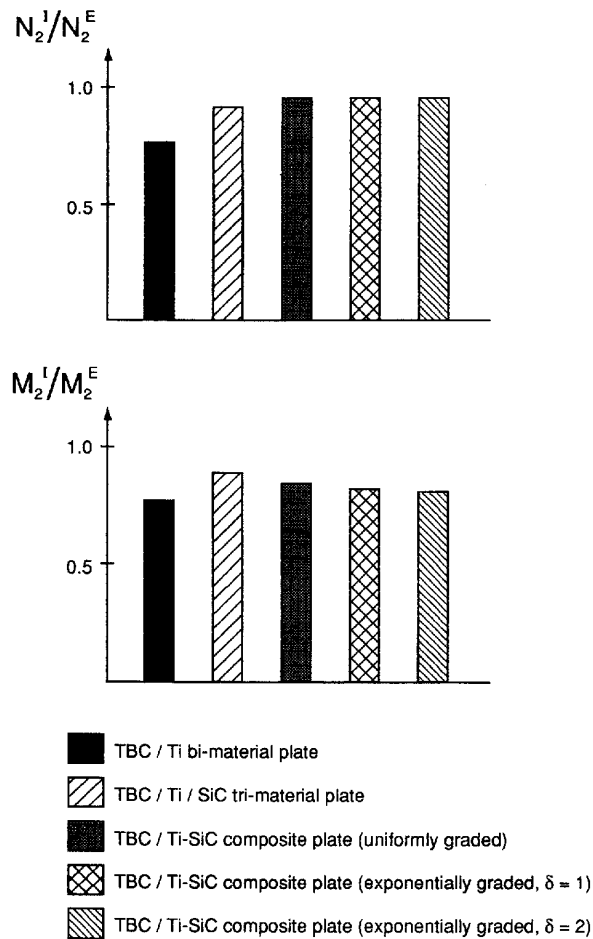 N₂ᴵ/N₂ᴱ
1.0
0.5
M₂ᴵ/M₂ᴱ
1.0
0.5
TBC / Ti bi-material plate
TBC / Ti / SiC tri-material plate
TBC / Ti-SiC composite plate (uniformly graded)
TBC / Ti-SiC composite plate (exponentially graded, δ = 1)
TBC / Ti-SiC composite plate (exponentially graded, δ = 2)